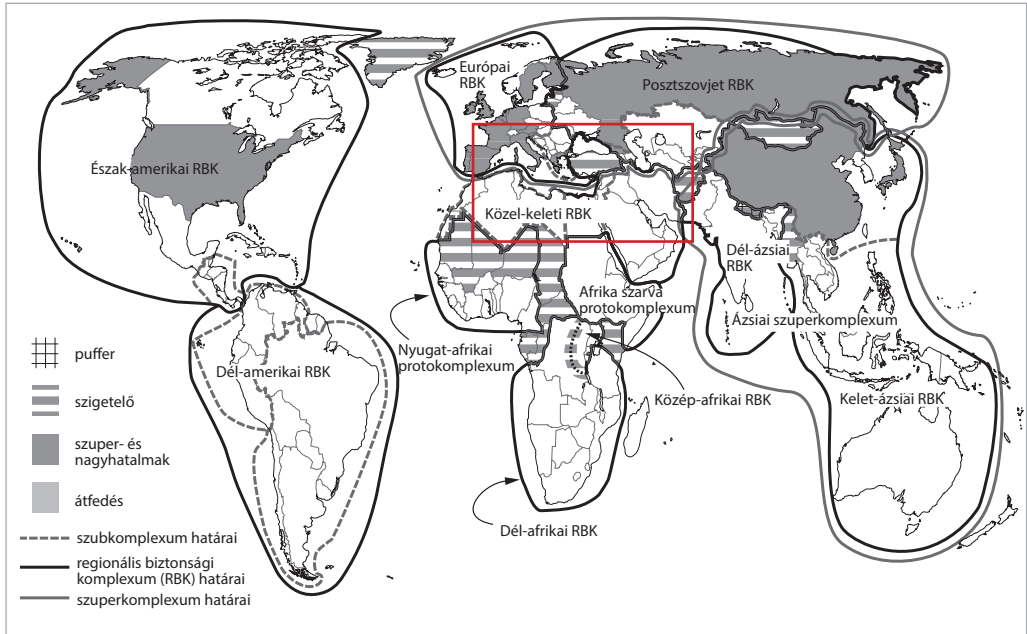 Európai
RBK
Posztszovjet RBK
Észak-amerikai RBK
Közel-keleti RBK
Dél-ázsiai
RBK
Afrika szarva
protokomplexum
Ázsiai szuperkomplexum
Nyugat-afrikai
protokomplexum
Dél-amerikai RBK
Közép-afrikai RBK
Kelet-ázsiai RBK
Dél-afrikai RBK
puffer
szigetelő
szuper- és
nagyhatalmak
átfedés
szubkomplexum határai
regionális biztonsági
komplexum (RBK) határai
szuperkomplexum határai